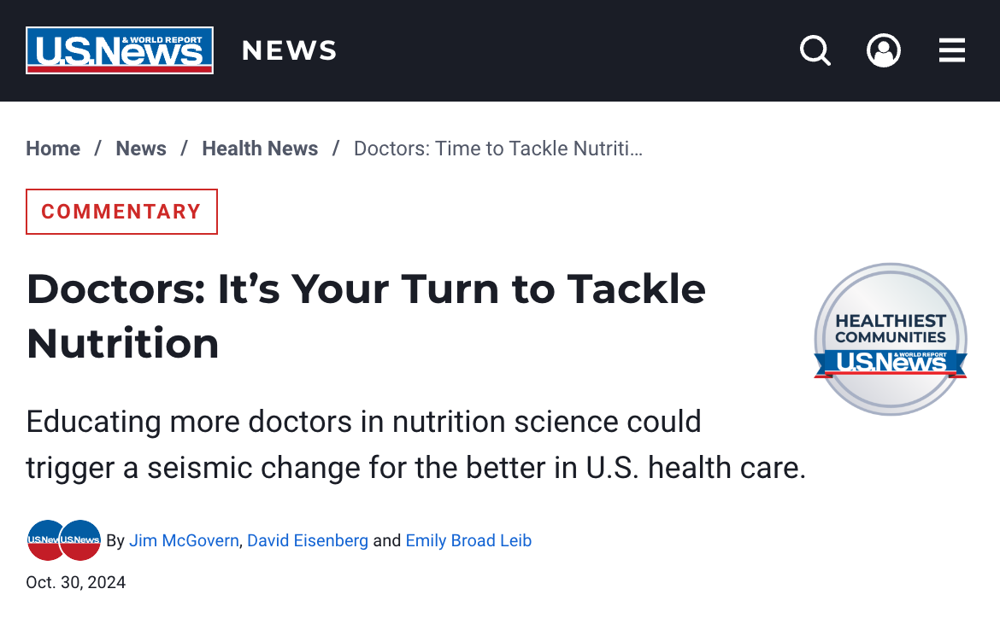 U.S.News & WORLD REPORT NEWS
Home / News / Health News / Doctors: Time to Tackle Nutriti…
COMMENTARY
Doctors: It’s Your Turn to Tackle
Nutrition
HEALTHIEST
COMMUNITIES
U.S.News & WORLD REPORT
Educating more doctors in nutrition science could
trigger a seismic change for the better in U.S. health care.
U.S.News U.S.News By Jim McGovern, David Eisenberg and Emily Broad Leib
Oct. 30, 2024